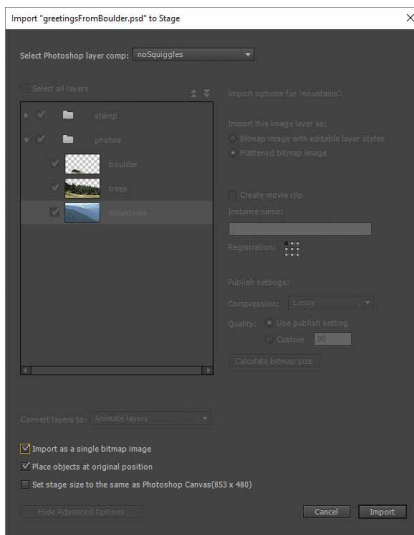 Import "greetingsFromBoulder.psd" to Stage
Select Photoshop layer comp: noSquiggles
Select all layers
stamp
photos
boulder
trees
mountains
Import options for 'mountains':
Import this image layer as:
Bitmap image with editable layer styles
Flattened bitmap image
Create movie clip
Instance name:
Registration:
Publish settings:
Compression: Lossy
Quality: Use publish setting
Custom
Calculate bitmap size
Convert layers to: Animate layers
Import as a single bitmap image
Place objects at original position
Set stage size to the same as Photoshop Canvas(853 x 480)
Hide Advanced Options
Cancel
Import